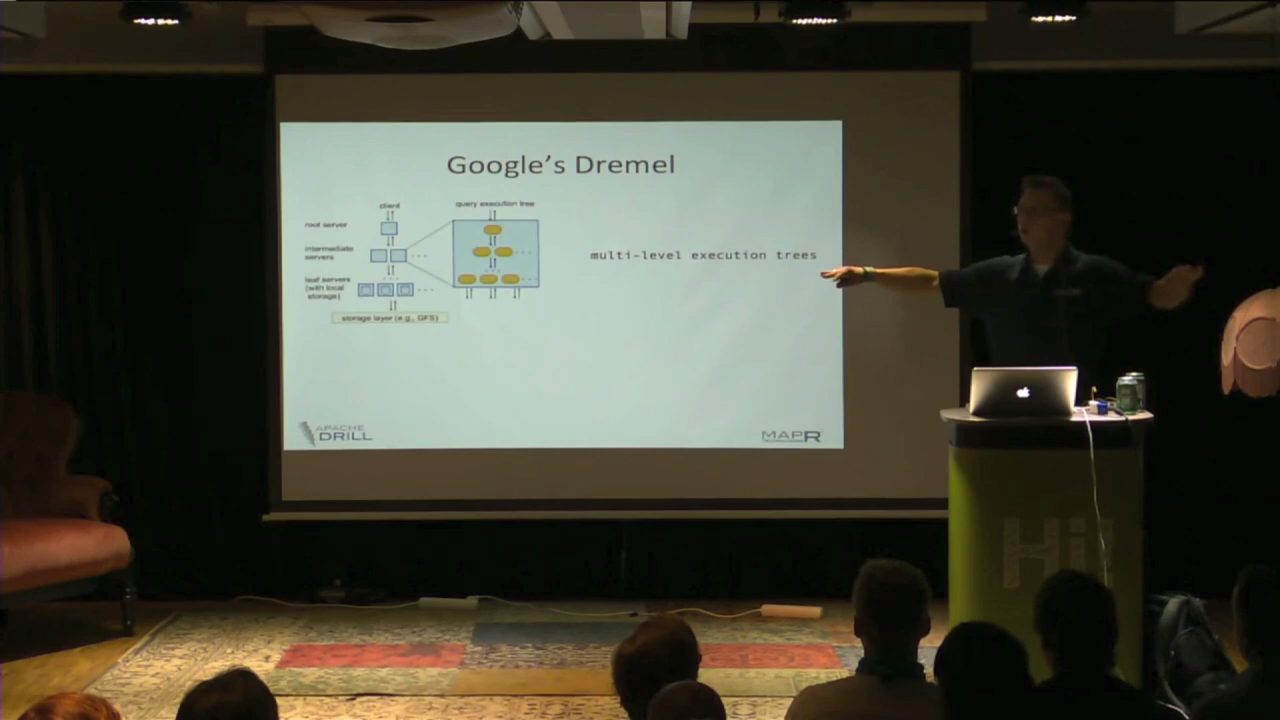 Google's Dremel
client
query execution tree
root server
intermediate
servers
multi-level execution trees
leaf servers
(with local
storage)
storage layer (e.g., GFS)
APACHE
DRILL
MAPR
Hi!